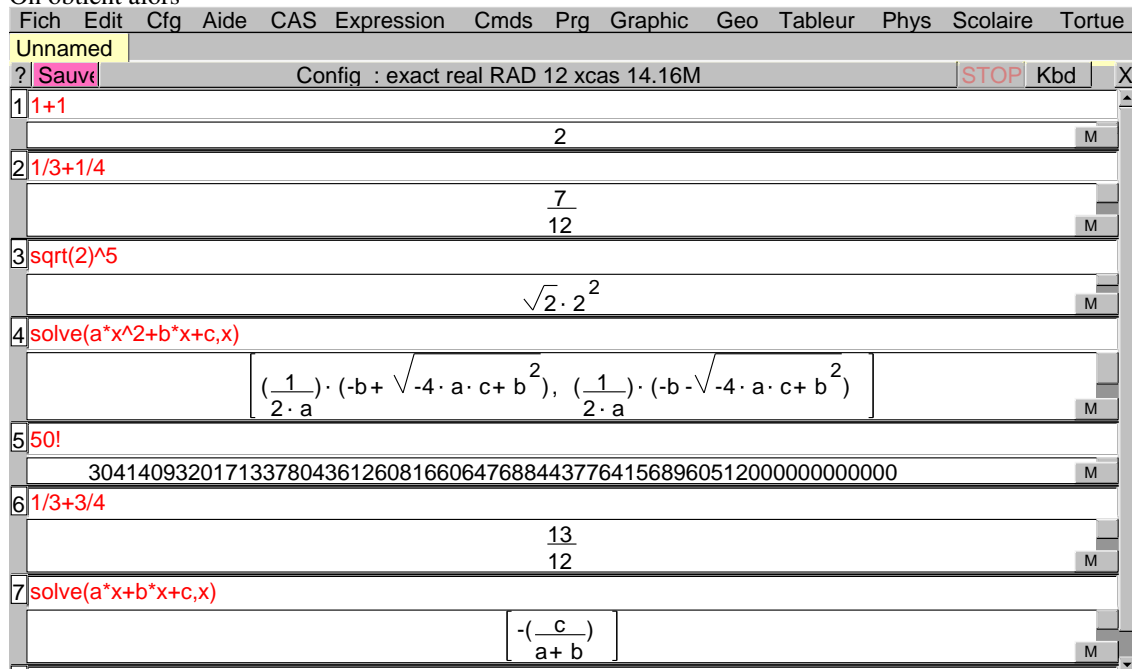 On obtient alors
Fich Edit Cfg Aide CAS Expression Cmds Prg Graphic Geo Tableur Phys Scolaire Tortue
Unnamed
? Sauve Config : exact real RAD 12 xcas 14.16M STOP Kbd X
1 1+1
2 M
2 1/3+1/4
7
12 M
3 sqrt(2)^5
√2 · 2^2 M
4 solve(a*x^2+b*x+c,x)
[ (1/(2·a))·(-b+ √(-4·a·c+ b^2)), (1/(2·a))·(-b -√(-4·a·c+ b^2)) ] M
5 50!
30414093201713378043612608166064768844377641568960512000000000000 M
6 1/3+3/4
13
12 M
7 solve(a*x+b*x+c,x)
[ -(c/(a+ b)) ] M